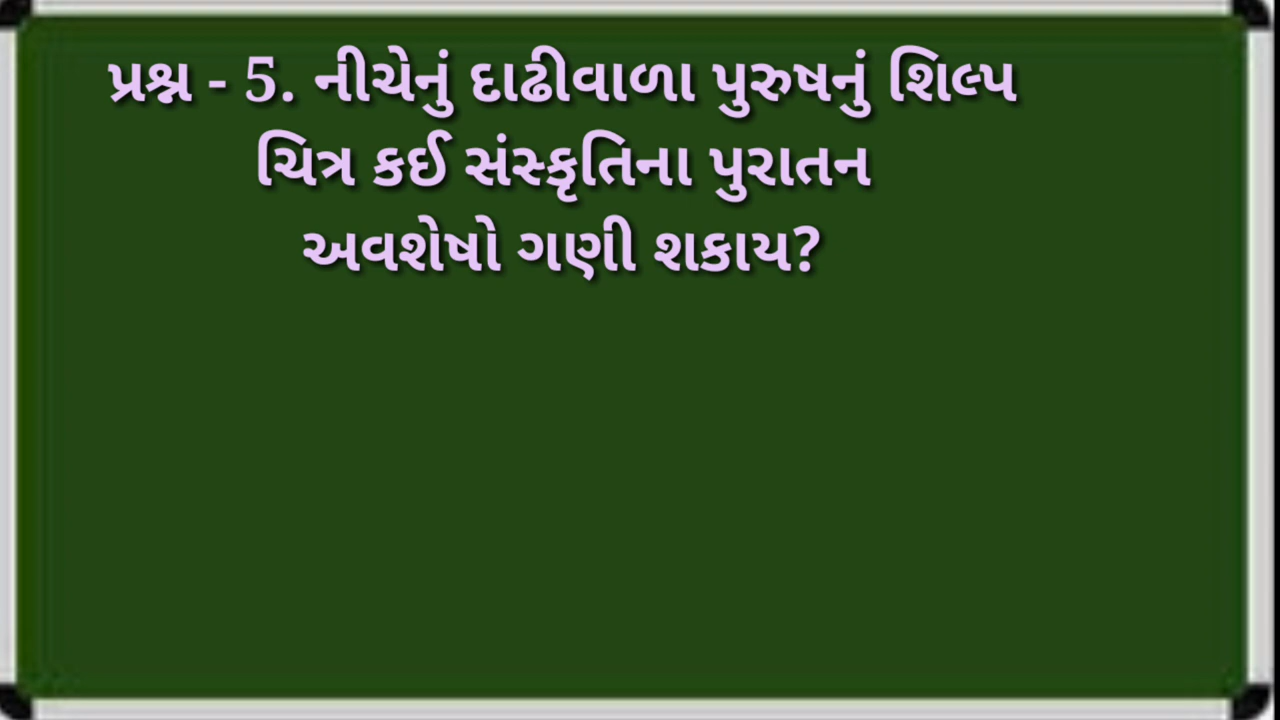 પ્રશ્ન - 5. નીચેનું દાઢીવાળા પુરુષનું શિલ્પ
ચિત્ર કઈ સંસ્કૃતિના પુરાતન
અવશેષો ગણી શકાય?